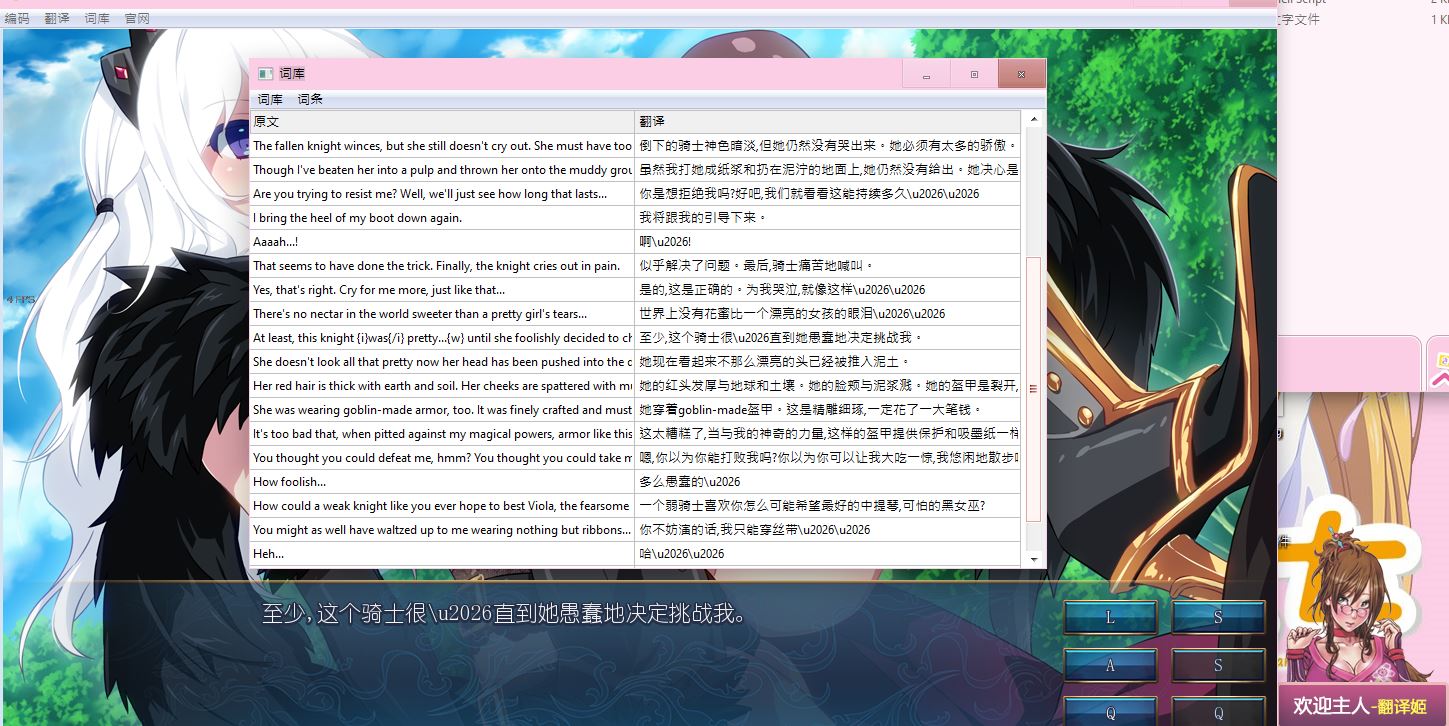 编码 翻译 词库 官网
词库
词库 词条
原文 翻译
The fallen knight winces, but she still doesn't cry out. She must have too 倒下的骑士神色暗淡,但她仍然没有哭出来。她必须有太多的骄傲。
Though I've beaten her into a pulp and thrown her onto the muddy grou 虽然我打她成纸浆和扔在泥泞的地面上,她仍然没有给出。她决心是
Are you trying to resist me? Well, we'll just see how long that lasts... 你是想拒绝我吗?好吧,我们就看看这能持续多久\u2026\u2026
I bring the heel of my boot down again. 我将跟我的引导下来。
Aaaah...! 啊\u2026!
That seems to have done the trick. Finally, the knight cries out in pain. 似乎解决了问题。最后,骑士痛苦地喊叫。
Yes, that's right. Cry for me more, just like that... 是的,这是正确的。为我哭泣,就像这样\u2026\u2026
There's no nectar in the world sweeter than a pretty girl's tears... 世界上没有花蜜比一个漂亮的女孩的眼泪\u2026\u2026
At least, this knight {i}was{/i} pretty...{w} until she foolishly decided to ch 至少,这个骑士很\u2026直到她愚蠢地决定挑战我。
She doesn't look all that pretty now her head has been pushed into the d 她现在看起来不那么漂亮的头已经被推入泥土。
Her red hair is thick with earth and soil. Her cheeks are spattered with mu 她的红头发厚与地球和土壤。她的脸颊与泥浆溅。她的盔甲是裂开,
She was wearing goblin-made armor, too. It was finely crafted and must 她穿着goblin-made盔甲。这是精雕细琢,一定花了一大笔钱。
It's too bad that, when pitted against my magical powers, armor like this 这太糟糕了,当与我的神奇的力量,这样的盔甲提供保护和吸墨纸一样
You thought you could defeat me, hmm? You thought you could take m 嗯,你以为你能打败我吗?你以为你可以让我大吃一惊,我悠闲地散步
How foolish... 多么愚蠢的\u2026
How could a weak knight like you ever hope to best Viola, the fearsome 一个弱骑士喜欢你怎么可能希望最好的中提琴,可怕的黑女巫?
You might as well have waltzed up to me wearing nothing but ribbons... 你不妨演的话,我只能穿丝带\u2026\u2026
Heh... 哈\u2026\u2026
至少,这个骑士很\u2026直到她愚蠢地决定挑战我。
L S
A S
Q Q
欢迎主人-翻译姬